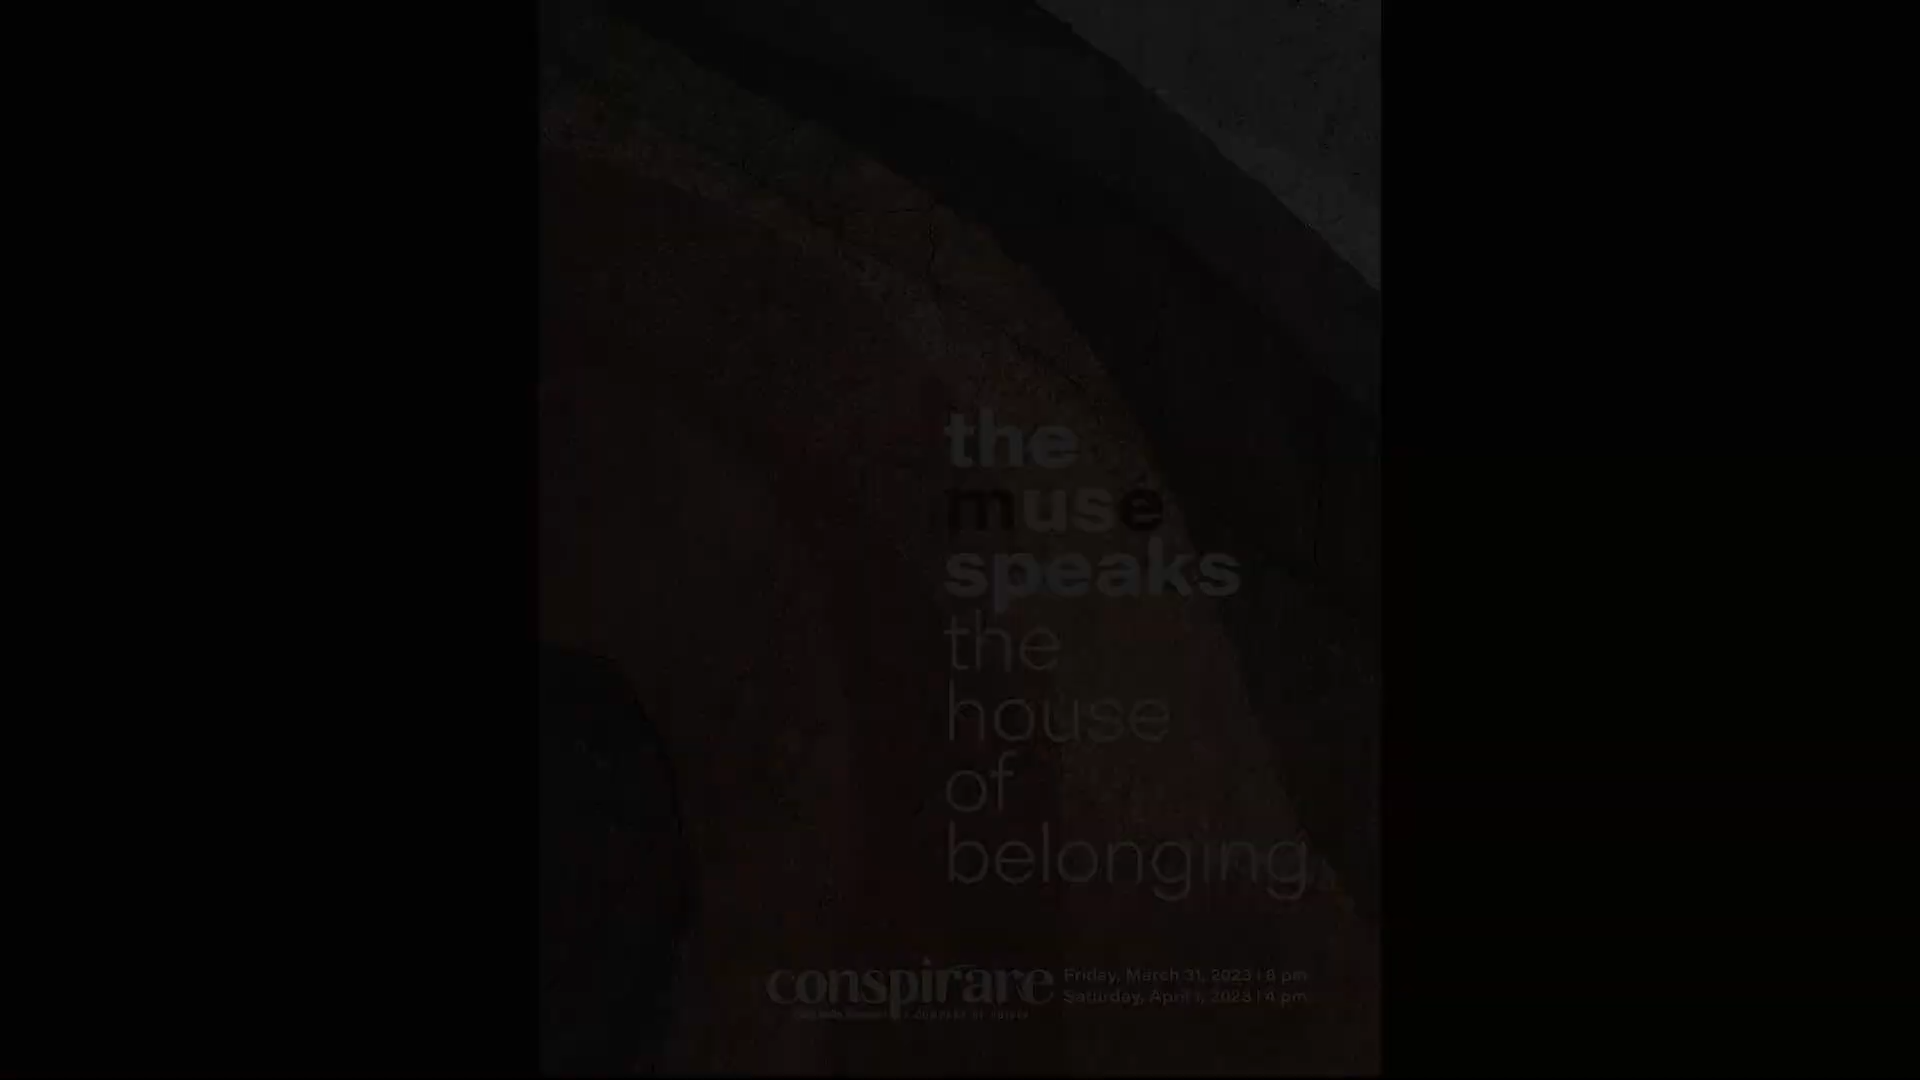 the
muse
speaks
the
house
of
belonging
conspirare
Friday, March 31, 2023 | 8 pm
Saturday, April 1, 2023 | 4 pm